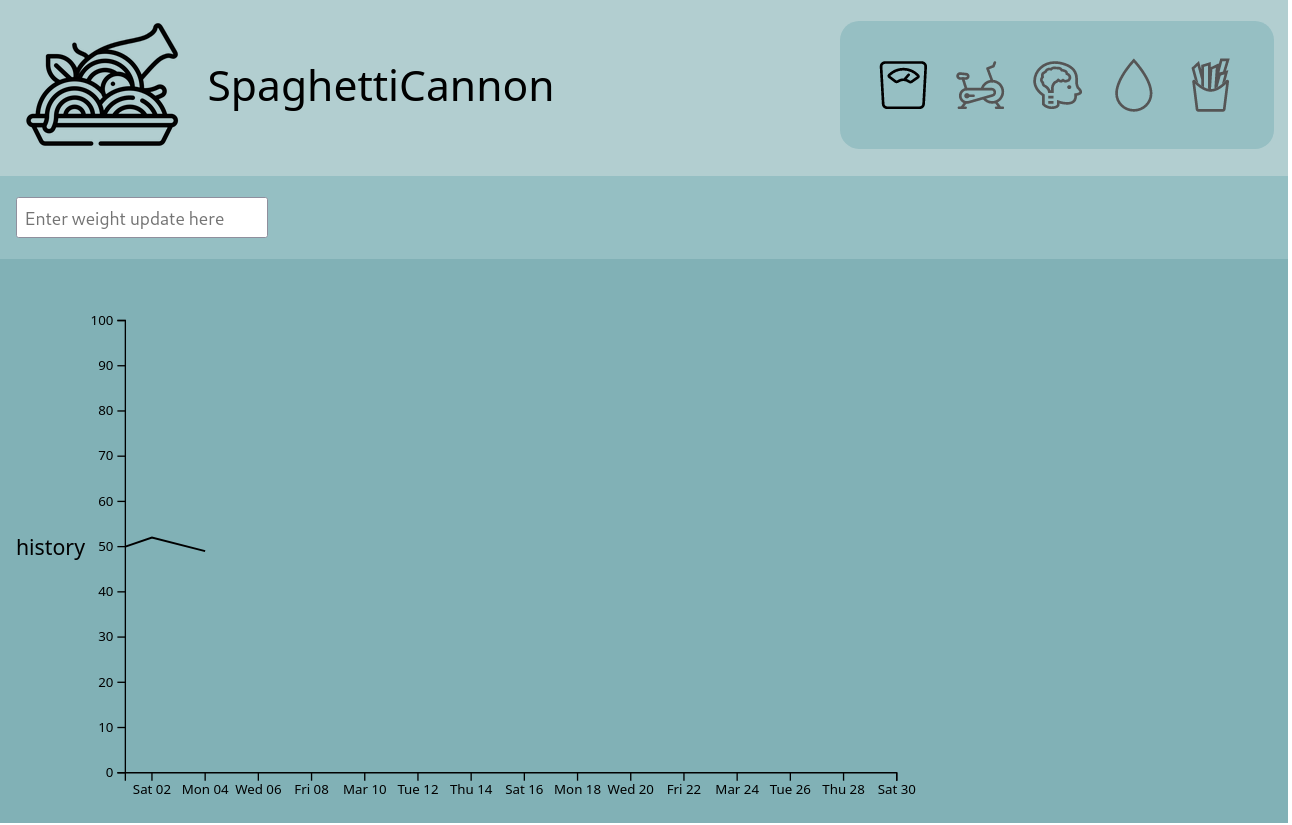 SpaghettiCannon
Enter weight update here
100
90
80
70
60
history
50
40
30
20
10
0
Sat 02 Mon 04 Wed 06 Fri 08 Mar 10 Tue 12 Thu 14 Sat 16 Mon 18 Wed 20 Fri 22 Mar 24 Tue 26 Thu 28 Sat 30